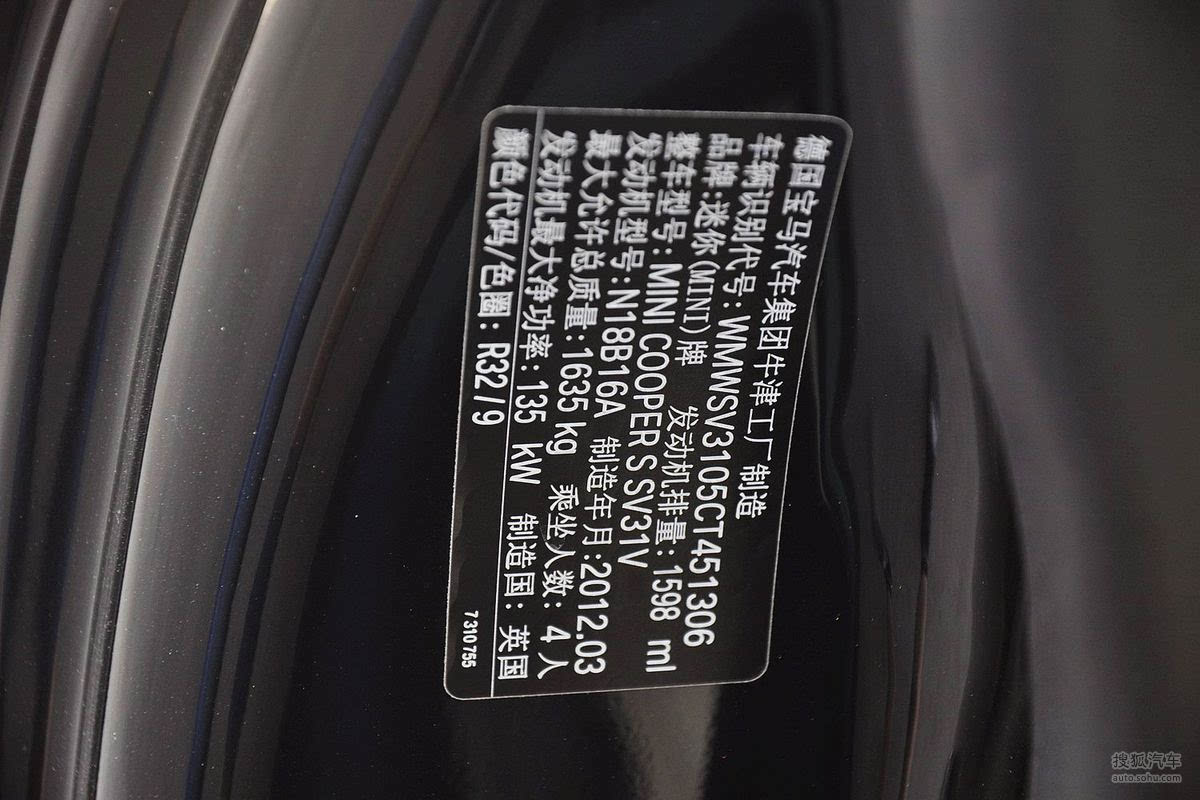 德国宝马汽车集团牛津工厂制造
车辆识别代号:WMWSV3105CT451306
品牌:迷你(MINI)牌 发动机排量:1598 ml
整车型号:MINI COOPER S SV31V
发动机型号:N18B16A 制造年月:2012.03
最大允许总质量:1635 kg 乘坐人数:4人
发动机最大净功率:135 kW 制造国:英国
颜色代码/色圈:R32/9
7310755
搜狐汽车
auto.sohu.com